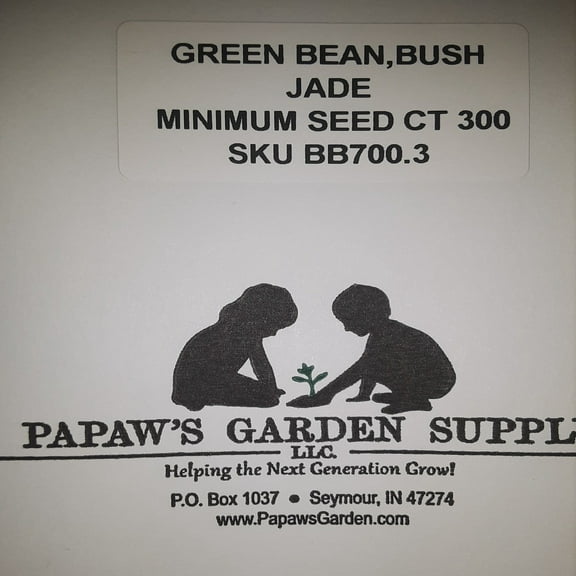 GREEN BEAN,BUSH
JADE
MINIMUM SEED CT 300
SKU BB700.3
PAPAW'S GARDEN SUPPL
LLC.
Helping the Next Generation Grow!
P.O. Box 1037 ● Seymour, IN 47274
www.PapawsGarden.com